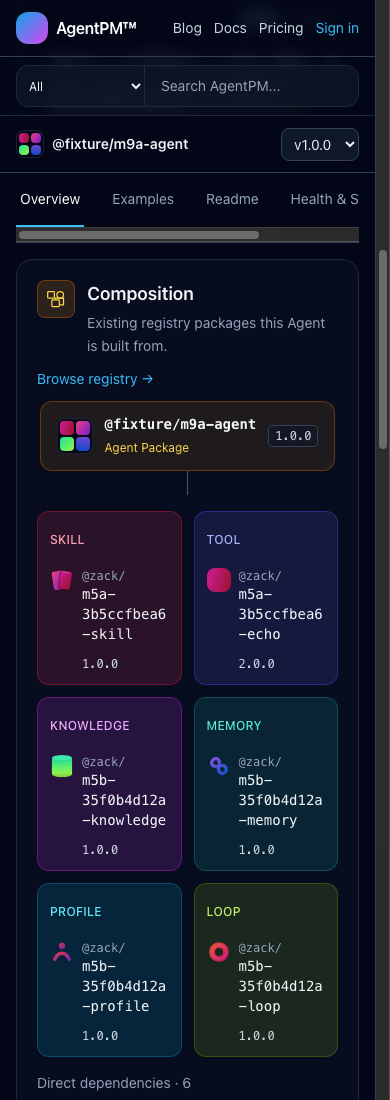 AgentPM™ Blog Docs Pricing Sign in
All Search AgentPM...
@fixture/m9a-agent v1.0.0
Overview Examples Readme Health & S
Composition
Existing registry packages this Agent
is built from.
Browse registry →
@fixture/m9a-agent
Agent Package
1.0.0
SKILL
@zack/
m5a-
3b5ccfbea6
-skill
1.0.0
TOOL
@zack/
m5a-
3b5ccfbea6
-echo
2.0.0
KNOWLEDGE
@zack/
m5b-
35f0b4d12a
-knowledge
1.0.0
MEMORY
@zack/
m5b-
35f0b4d12a
-memory
1.0.0
PROFILE
@zack/
m5b-
35f0b4d12a
-profile
1.0.0
LOOP
@zack/
m5b-
35f0b4d12a
-loop
1.0.0
Direct dependencies · 6